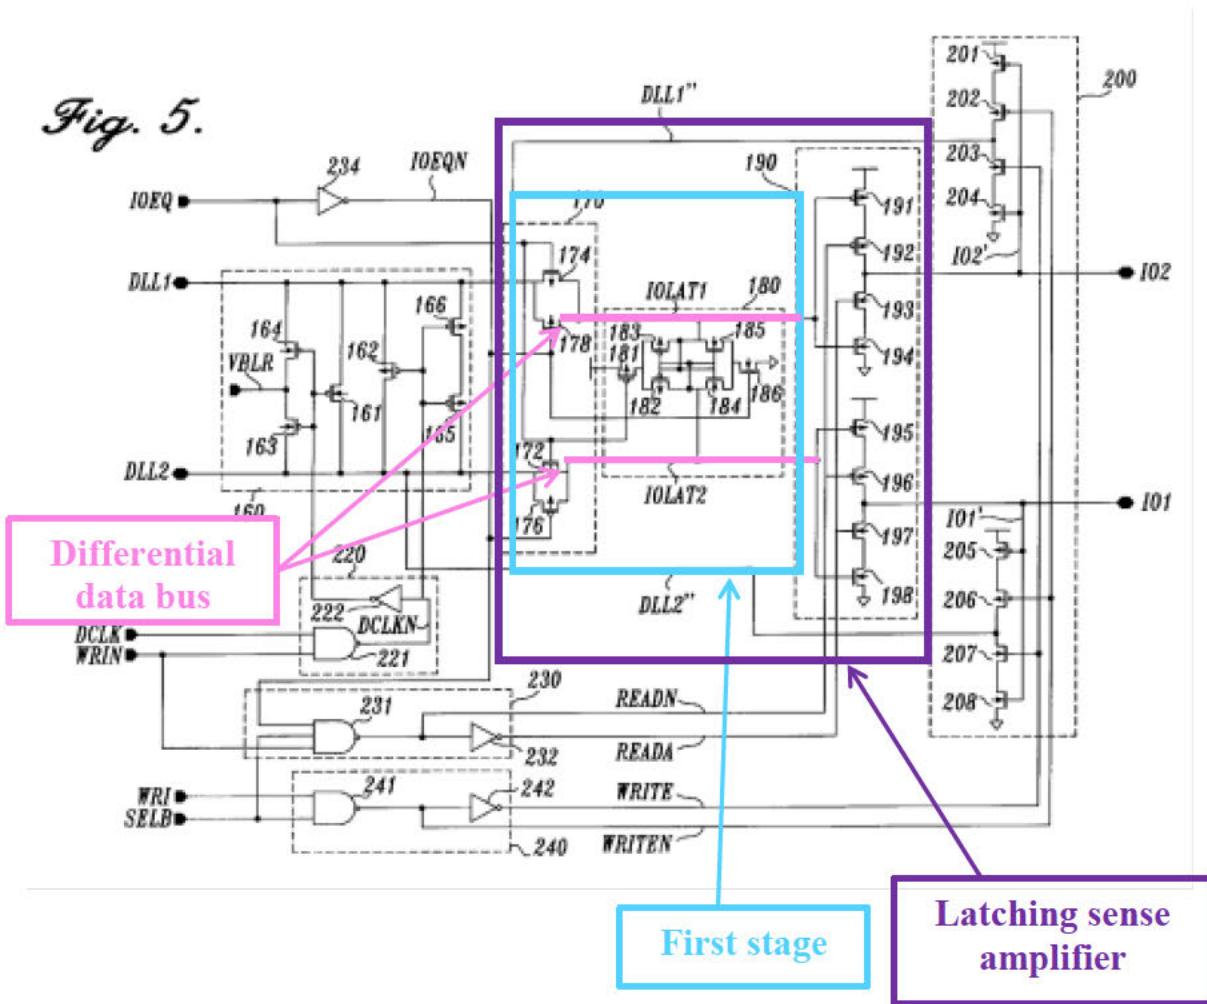 Fig. 5.
201
202
200
DLL1"
203
204
IO2'
IOEQ
234
IOEQN
190
170
191
192
IO2
DLL1
174
IOLAT1
180
193
166
164
162
183
185
178
181
194
VBLR
161
182
184
186
163
165
195
172
DLL2
IOLAT2
196
160
176
IO1
IO1'
197
205
Differential
data bus
220
198
206
222
DCLKN
DLL2"
DCLK
WRIN
221
207
230
231
READN
208
232
READA
WRI
241
242
WRITE
SELB
240
WRITEN
First stage
Latching sense
amplifier